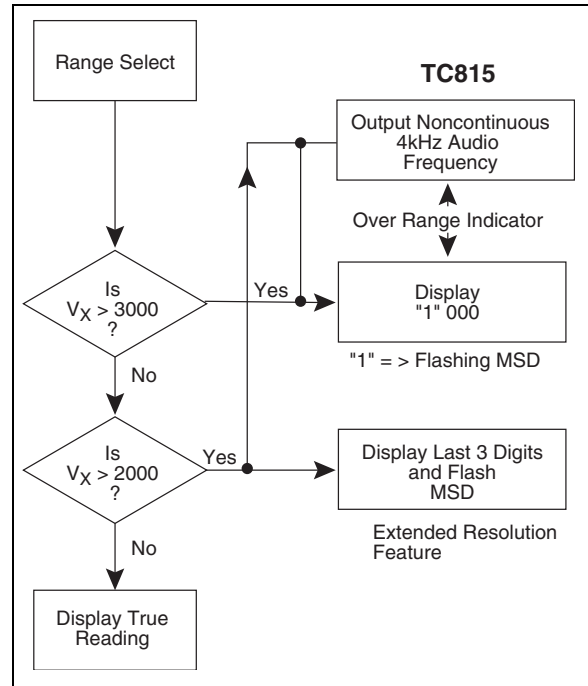 Range Select
TC815
Output Noncontinuous
4kHz Audio
Frequency
Over Range Indicator
Is
VX > 3000
?
Yes
Display
"1" 000
"1" = > Flashing MSD
No
Is
VX > 2000
?
Yes
Display Last 3 Digits
and Flash
MSD
Extended Resolution
Feature
No
Display True
Reading